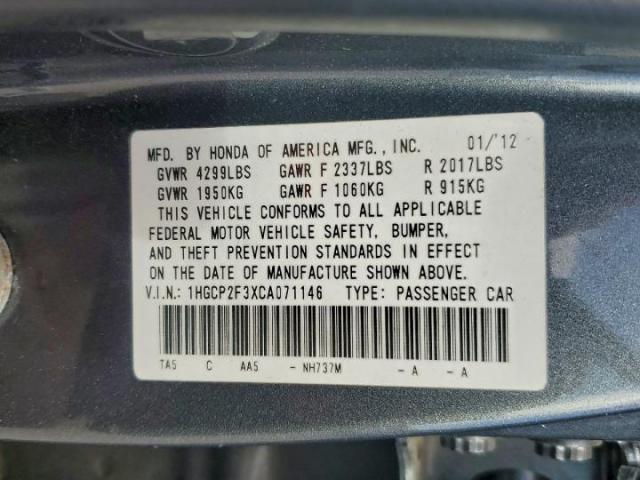 MFD. BY HONDA OF AMERICA MFG., INC. 01/'12
GVWR 4299LBS GAWR F 2337LBS R 2017LBS
GVWR 1950KG GAWR F 1060KG R 915KG
THIS VEHICLE CONFORMS TO ALL APPLICABLE
FEDERAL MOTOR VEHICLE SAFETY, BUMPER,
AND THEFT PREVENTION STANDARDS IN EFFECT
ON THE DATE OF MANUFACTURE SHOWN ABOVE.
V.I.N.: 1HGCP2F3XCA071146 TYPE: PASSENGER CAR
TA5 C AA5 - NH737M - A - A